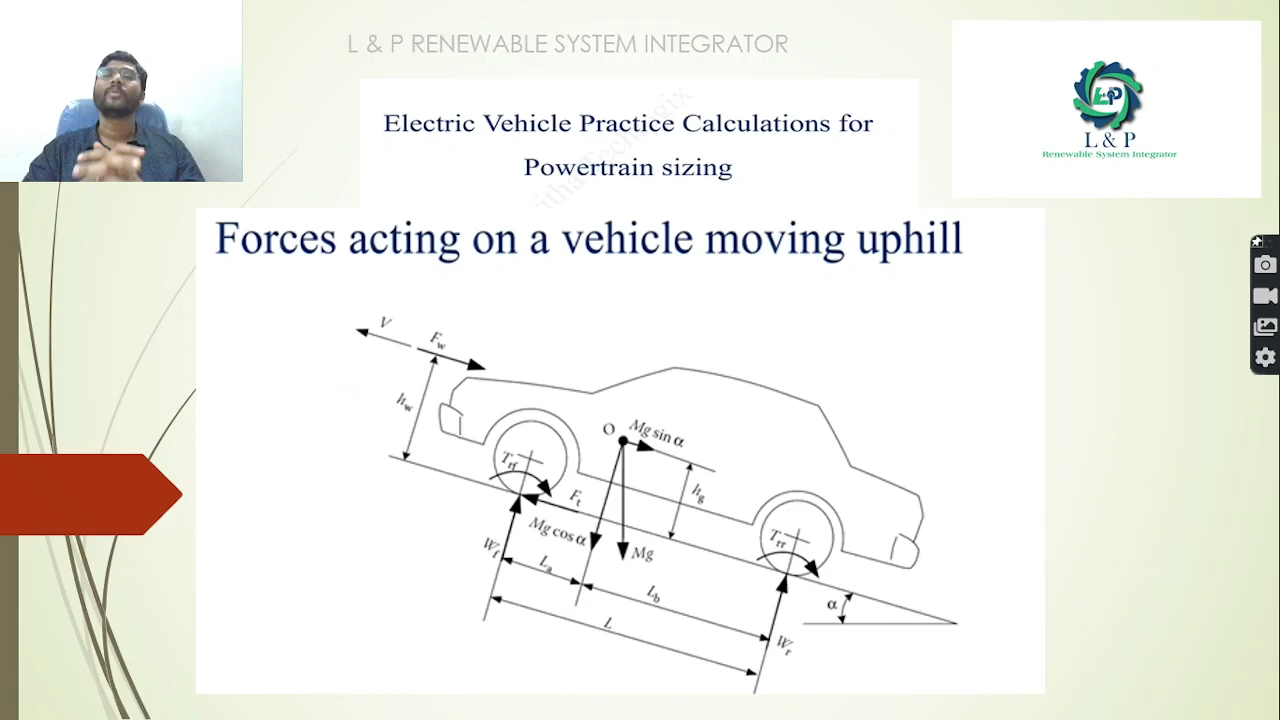 L & P RENEWABLE SYSTEM INTEGRATOR
Electric Vehicle Practice Calculations for
Powertrain sizing
L & P
Renewable System Integrator
Forces acting on a vehicle moving uphill
V
F_w
h_w
O
Mg sin α
T_rf
F_t
h_g
Mg cos α
Mg
W_f
L_a
L_b
L
T_rr
α
W_r